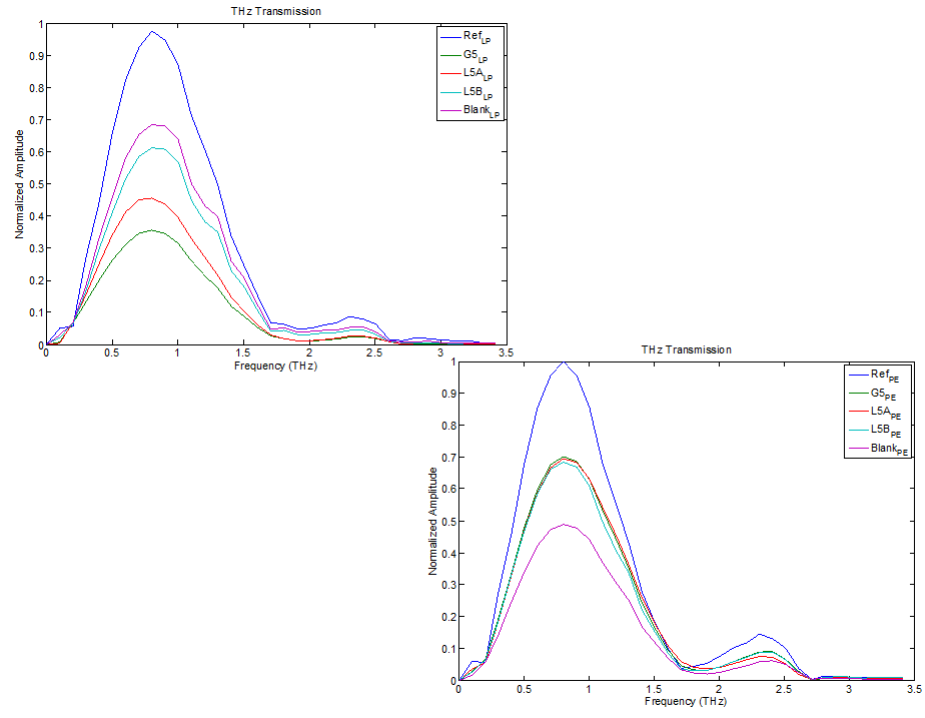 THz Transmission
Normalized Amplitude
1
0.9
0.8
0.7
0.6
0.5
0.4
0.3
0.2
0.1
0
0 0.5 1 1.5 2 2.5 3 3.5
Frequency (THz)
Ref_LP
G5_LP
L5A_LP
L5B_LP
Blank_LP
THz Transmission
Normalized Amplitude
1
0.9
0.8
0.7
0.6
0.5
0.4
0.3
0.2
0.1
0
0 0.5 1 1.5 2 2.5 3 3.5
Frequency (THz)
Ref_PE
G5_PE
L5A_PE
L5B_PE
Blank_PE